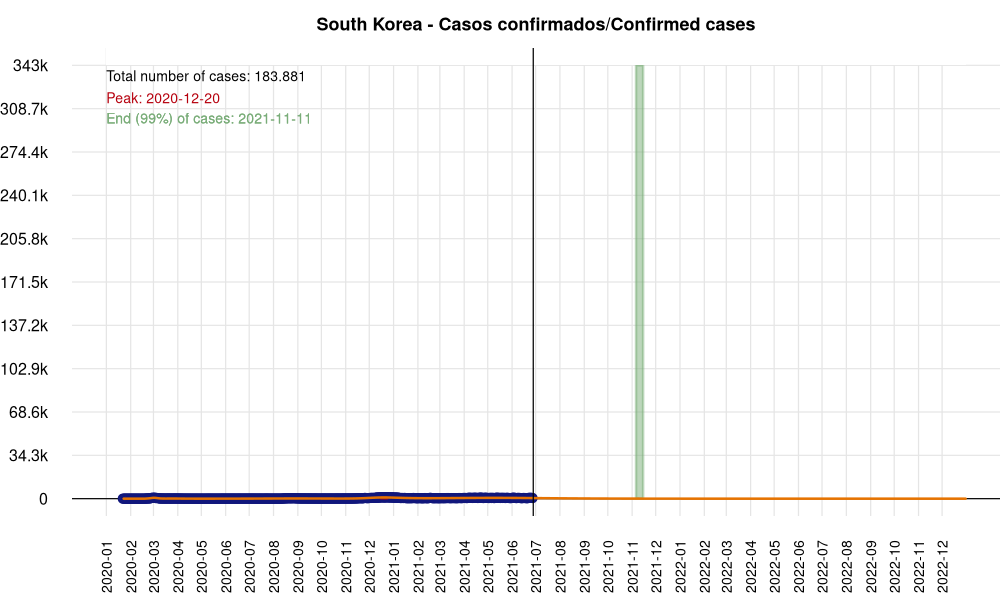 South Korea - Casos confirmados/Confirmed cases
343k
Total number of cases: 183.881
Peak: 2020-12-20
308.7k
End (99%) of cases: 2021-11-11
274.4k
240.1k
205.8k
171.5k
137.2k
102.9k
68.6k
34.3k
0
2020-01
2020-02
2020-03
2020-04
2020-05
2020-06
2020-07
2020-08
2020-09
2020-10
2020-11
2020-12
2021-01
2021-02
2021-03
2021-04
2021-05
2021-06
2021-07
2021-08
2021-09
2021-10
2021-11
2021-12
2022-01
2022-02
2022-03
2022-04
2022-05
2022-06
2022-07
2022-08
2022-09
2022-10
2022-11
2022-12